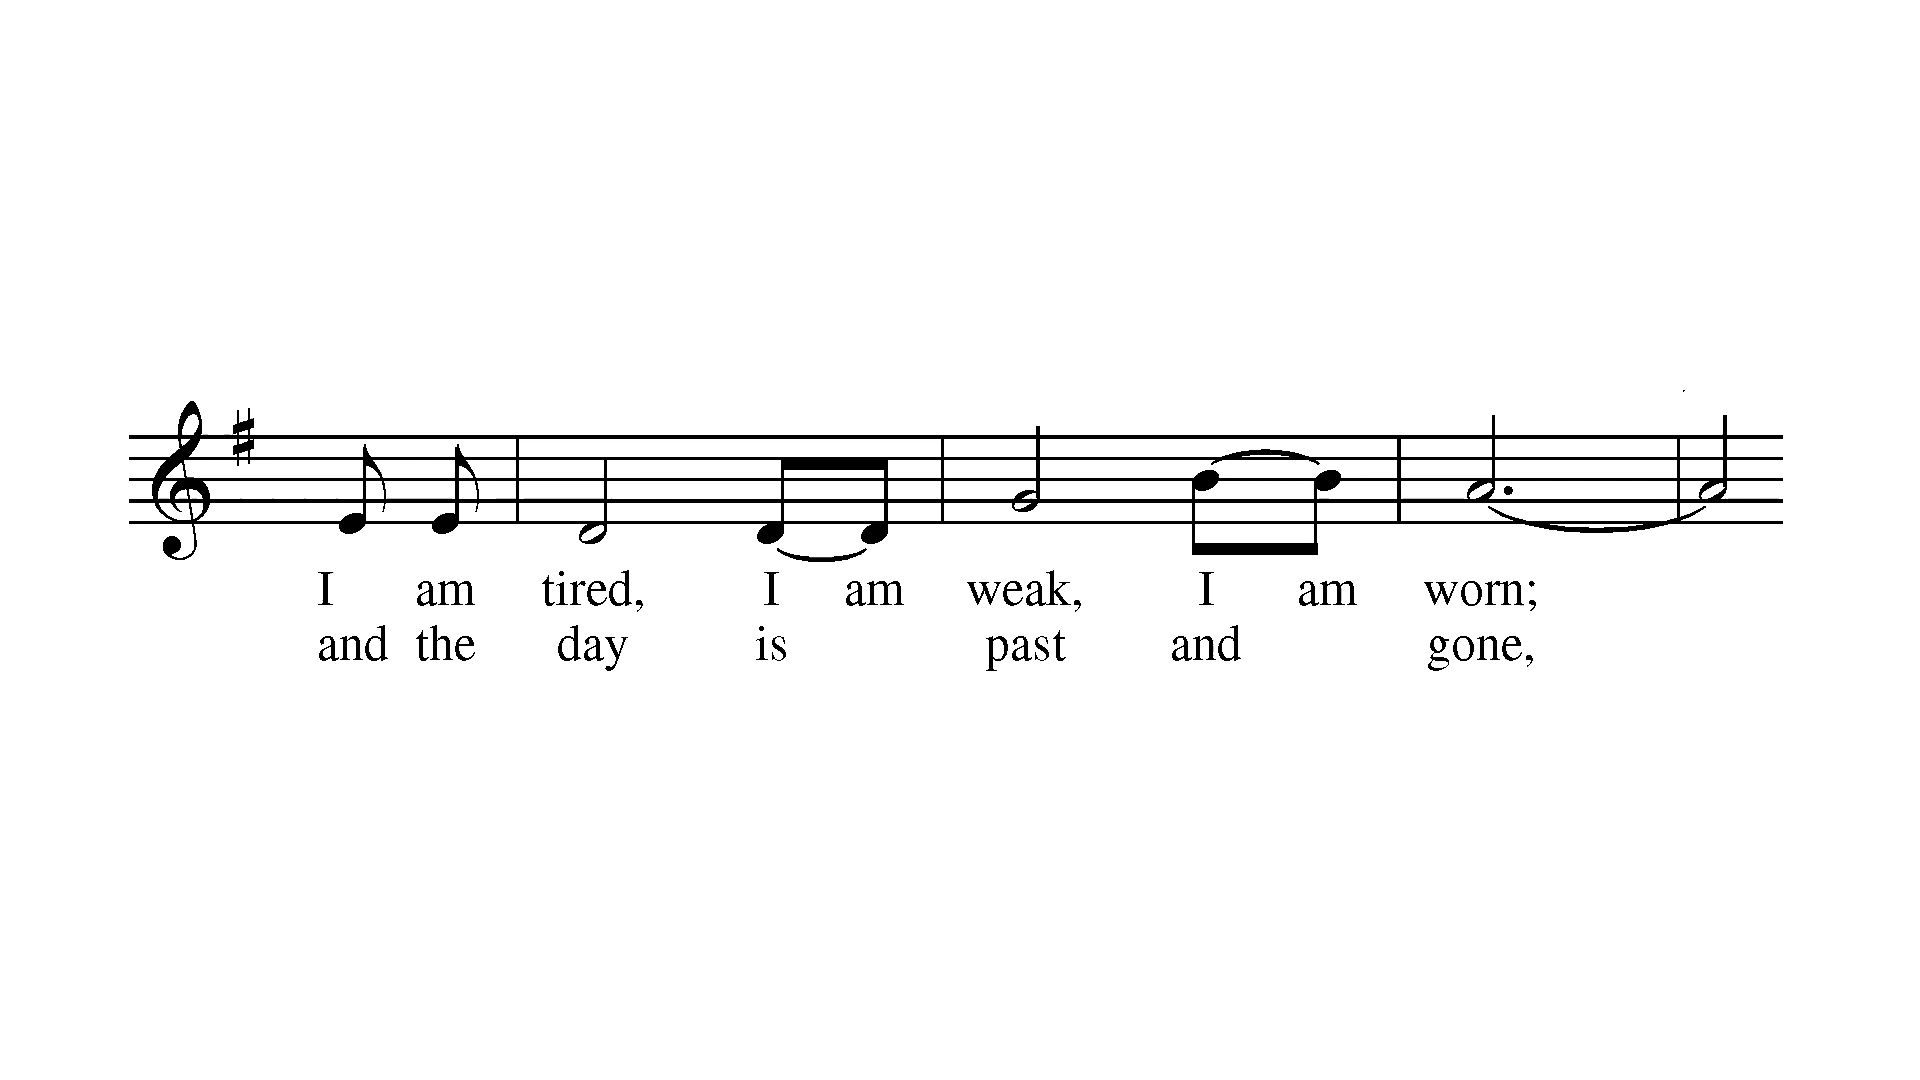 I am tired, I am weak, I am worn;
and the day is past and gone,